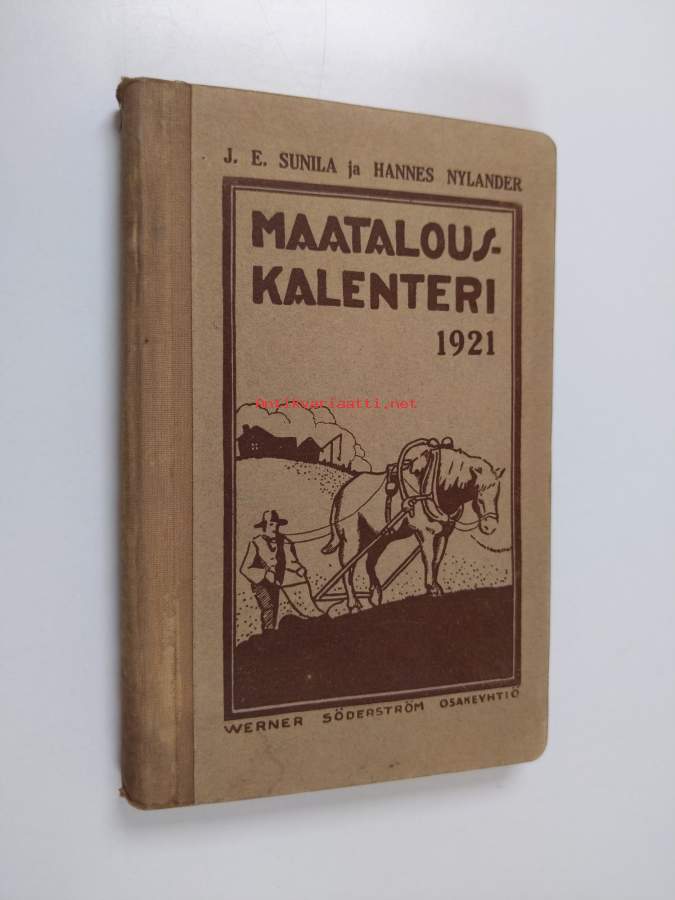 J. E. SUNILA ja HANNES NYLANDER
MAATALOUS-
KALENTERI
1921
Antikvariaatti.net
WERNER SÖDERSTRÖM OSAKEYHTIÖ